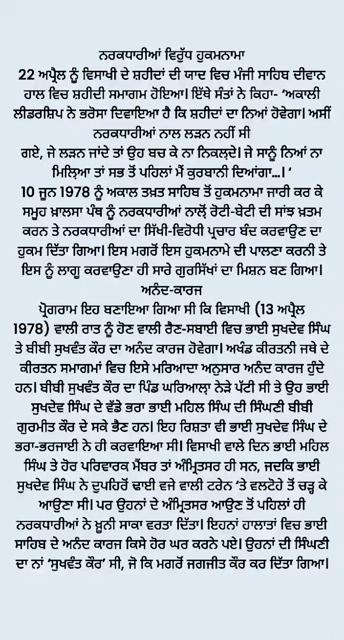 ਨਰਕਧਾਰੀਆਂ ਵਿਰੁੱਧ ਹੁਕਮਨਾਮਾ
22 ਅਪ੍ਰੈਲ ਨੂੰ ਵਿਸਾਖੀ ਦੇ ਸ਼ਹੀਦਾਂ ਦੀ ਯਾਦ ਵਿਚ ਮੰਜੀ ਸਾਹਿਬ ਦੀਵਾਨ
ਹਾਲ ਵਿਚ ਸ਼ਹੀਦੀ ਸਮਾਗਮ ਹੋਇਆ। ਇੱਥੇ ਸੰਤਾਂ ਨੇ ਕਿਹਾ- ‘ਅਕਾਲੀ
ਲੀਡਰਸ਼ਿਪ ਨੇ ਭਰੋਸਾ ਦਿਵਾਇਆ ਹੈ ਕਿ ਸ਼ਹੀਦਾਂ ਦਾ ਨਿਆਂ ਹੋਵੇਗਾ। ਅਸੀਂ
ਨਰਕਧਾਰੀਆਂ ਨਾਲ ਲੜਨ ਨਹੀਂ ਸੀ
ਗਏ, ਜੇ ਲੜਨ ਜਾਂਦੇ ਤਾਂ ਉਹ ਬਚ ਕੇ ਨਾ ਨਿਕਲ੍ਦੇ। ਜੇ ਸਾਨੂੰ ਨਿਆਂ ਨਾ
ਮਿਲਿ੍ਆ ਤਾਂ ਸਭ ਤੋਂ ਪਹਿਲਾਂ ਮੈਂ ਕੁਰਬਾਨੀ ਦਿਆਂਗਾ...। ‘
10 ਜੂਨ 1978 ਨੂੰ ਅਕਾਲ ਤਖ਼ਤ ਸਾਹਿਬ ਤੋਂ ਹੁਕਮਨਾਮਾ ਜਾਰੀ ਕਰ ਕੇ
ਸਮੂਹ ਖ਼ਾਲਸਾ ਪੰਥ ਨੂੰ ਨਰਕਧਾਰੀਆਂ ਨਾਲੋਂ ਰੋਟੀ-ਬੇਟੀ ਦੀ ਸਾਂਝ ਖ਼ਤਮ
ਕਰਨ ਤੇ ਨਰਕਧਾਰੀਆਂ ਦਾ ਸਿੱਖੀ-ਵਿਰੋਧੀ ਪ੍ਰਚਾਰ ਬੰਦ ਕਰਵਾਉਣ ਦਾ
ਹੁਕਮ ਦਿੱਤਾ ਗਿਆ। ਇਸ ਮਗਰੋਂ ਇਸ ਹੁਕਮਨਾਮੇ ਦੀ ਪਾਲਣਾ ਕਰਨੀ ਤੇ
ਇਸ ਨੂੰ ਲਾਗੂ ਕਰਵਾਉਣਾ ਹੀ ਸਾਰੇ ਗੁਰਸਿੱਖਾਂ ਦਾ ਮਿਸ਼ਨ ਬਣ ਗਿਆ।
ਅਨੰਦ-ਕਾਰਜ
ਪ੍ਰੋਗਰਾਮ ਇਹ ਬਣਾਇਆ ਗਿਆ ਸੀ ਕਿ ਵਿਸਾਖੀ (13 ਅਪ੍ਰੈਲ
1978) ਵਾਲੀ ਰਾਤ ਨੂੰ ਹੋਣ ਵਾਲੀ ਰੈਣ-ਸਬਾਈ ਵਿਚ ਭਾਈ ਸੁਖਦੇਵ ਸਿੰਘ
ਤੇ ਬੀਬੀ ਸੁਖਵੰਤ ਕੌਰ ਦਾ ਅਨੰਦ ਕਾਰਜ ਹੋਵੇਗਾ। ਅਖੰਡ ਕੀਰਤਨੀ ਜਥੇ ਦੇ
ਕੀਰਤਨ ਸਮਾਗਮਾਂ ਵਿਚ ਇਸੇ ਮਰਿਆਦਾ ਅਨੁਸਾਰ ਅਨੰਦ ਕਾਰਜ ਹੁੰਦੇ
ਹਨ। ਬੀਬੀ ਸੁਖਵੰਤ ਕੌਰ ਦਾ ਪਿੰਡ ਘਰਿਆਲ਼ਾ ਨੇੜੇ ਪੱਟੀ ਸੀ ਤੇ ਉਹ ਭਾਈ
ਸੁਖਦੇਵ ਸਿੰਘ ਦੇ ਵੱਡੇ ਭਰਾ ਭਾਈ ਮਹਿਲ ਸਿੰਘ ਦੀ ਸਿੰਘਣੀ ਬੀਬੀ
ਗੁਰਮੀਤ ਕੌਰ ਦੇ ਸਕੇ ਭੈਣ ਹਨ। ਇਹ ਰਿਸ਼ਤਾ ਵੀ ਭਾਈ ਸੁਖਦੇਵ ਸਿੰਘ ਦੇ
ਭਰਾ-ਭਰਜਾਈ ਨੇ ਹੀ ਕਰਵਾਇਆ ਸੀ। ਵਿਸਾਖੀ ਵਾਲੇ ਦਿਨ ਭਾਈ ਮਹਿਲ
ਸਿੰਘ ਤੇ ਹੋਰ ਪਰਿਵਾਰਕ ਮੈਂਬਰ ਤਾਂ ਅੰਮ੍ਰਿਤਸਰ ਹੀ ਸਨ, ਜਦਕਿ ਭਾਈ
ਸੁਖਦੇਵ ਸਿੰਘ ਨੇ ਦੁਪਹਿਰੋਂ ਢਾਈ ਵਜੇ ਵਾਲੀ ਟਰੇਨ ’ਤੇ ਵਲਟੋਹੇ ਤੋਂ ਚੜ੍ਹ ਕੇ
ਆਉਣਾ ਸੀ। ਪਰ ਉਹਨਾਂ ਦੇ ਅੰਮ੍ਰਿਤਸਰ ਆਉਣ ਤੋਂ ਪਹਿਲਾਂ ਹੀ
ਨਰਕਧਾਰੀਆਂ ਨੇ ਖ਼ੂਨੀ ਸਾਕਾ ਵਰਤਾ ਦਿੱਤਾ। ਇਹਨਾਂ ਹਾਲਾਤਾਂ ਵਿਚ ਭਾਈ
ਸਾਹਿਬ ਦੇ ਅਨੰਦ ਕਾਰਜ ਕਿਸੇ ਹੋਰ ਘਰ ਕਰਨੇ ਪਏ। ਉਹਨਾਂ ਦੀ ਸਿੰਘਣੀ
ਦਾ ਨਾਂ ‘ਸੁਖਵੰਤ ਕੌਰ’ ਸੀ, ਜੋ ਕਿ ਮਗਰੋਂ ਜਗਜੀਤ ਕੌਰ ਕਰ ਦਿੱਤਾ ਗਿਆ।